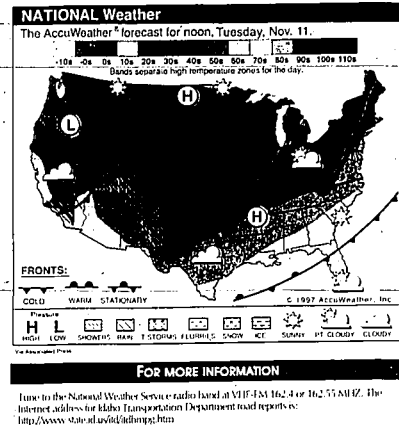 NATIONAL Weather
The AccuWeather® forecast for noon, Tuesday, Nov. 11.
-10s -0s 0s 10s 20s 30s 40s 50s 60s 70s 80s 90s 100s 110s
Bands separate high temperature zones for the day.
H
L
H
FRONTS:
COLD WARM STATIONARY
© 1997 AccuWeather, Inc.
Pressure
H L
HIGH LOW SHOWERS RAIN T-STORMS FLURRIES SNOW ICE SUNNY PT. CLOUDY CLOUDY
Via Associated Press
FOR MORE INFORMATION
Tune to the National Weather Service radio band at VHF-FM 162.4 or 162.55 MHZ. The
Internet address for Idaho Transportation Department road reports is:
http://www.state.id.us/itd/itdhmpg.htm